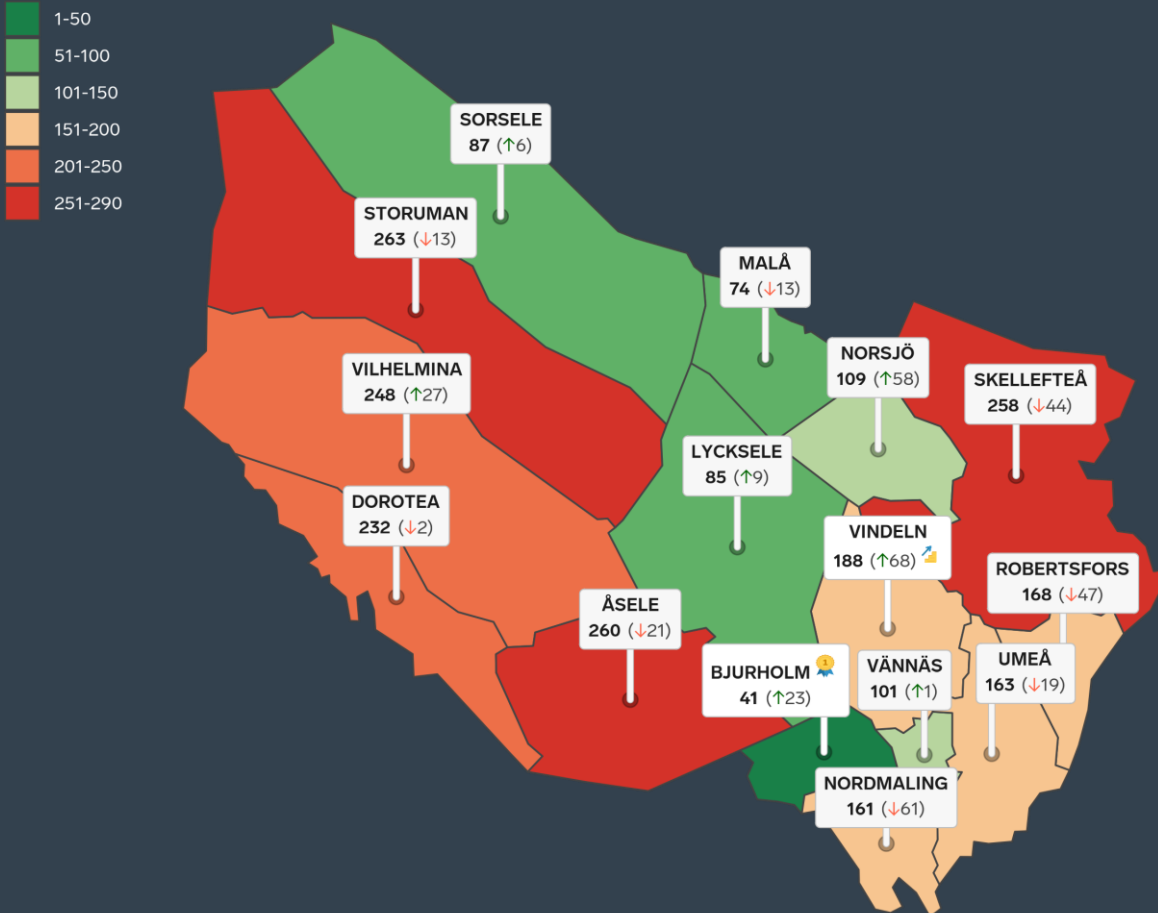 1-50
51-100
101-150
151-200
201-250
251-290
SORSELE
87 (↑6)
STORUMAN
263 (↓13)
MALÅ
74 (↓13)
NORSJÖ
109 (↑58)
VILHELMINA
248 (↑27)
SKELLEFTEÅ
258 (↓44)
LYCKSELE
85 (↑9)
DOROTEA
232 (↓2)
VINDELN
188 (↑68)
ROBERTSFORS
168 (↓47)
ÅSELE
260 (↓21)
BJURHOLM 1
41 (↑23)
VÄNNÄS
101 (↑1)
UMEÅ
163 (↓19)
NORDMALING
161 (↓61)